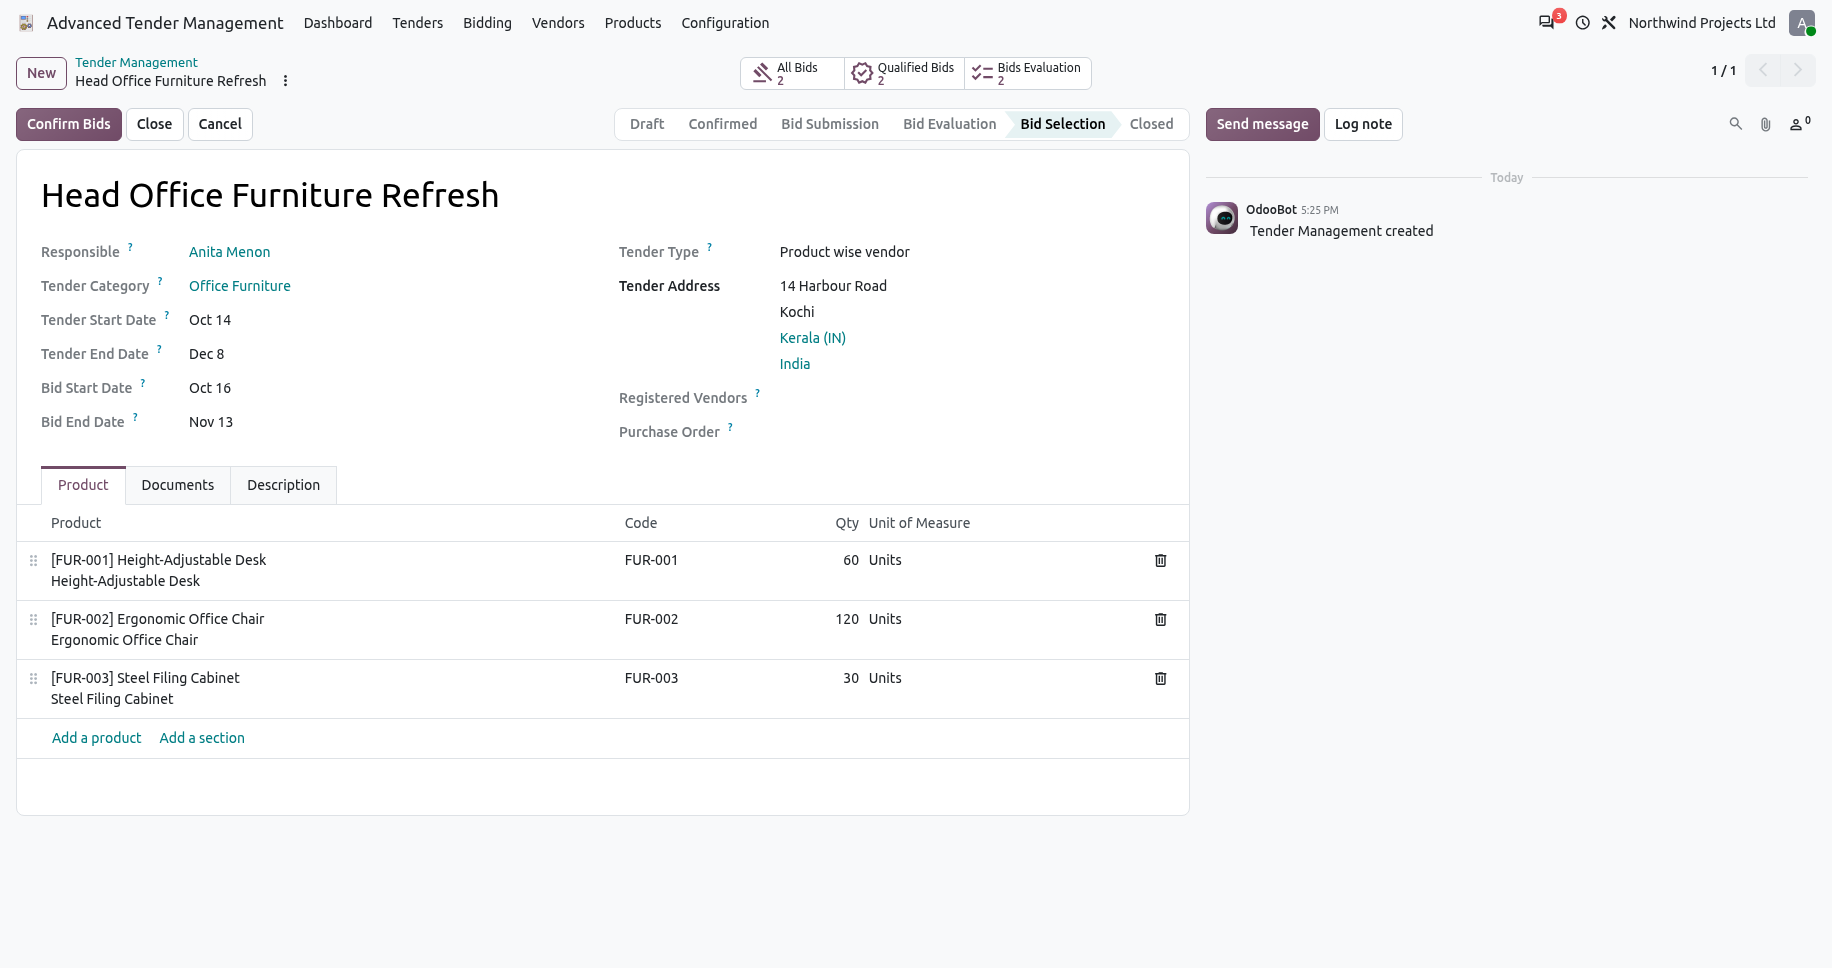 Advanced Tender Management Dashboard Tenders Bidding Vendors Products Configuration 3 Northwind Projects Ltd A
New
Tender Management
Head Office Furniture Refresh
All Bids
2
Qualified Bids
2
Bids Evaluation
2
1 / 1
Confirm Bids Close Cancel Draft Confirmed Bid Submission Bid Evaluation Bid Selection Closed
Send message Log note 0
Head Office Furniture Refresh
Responsible ? Anita Menon
Tender Category ? Office Furniture
Tender Start Date ? Oct 14
Tender End Date ? Dec 8
Bid Start Date ? Oct 16
Bid End Date ? Nov 13
Tender Type ? Product wise vendor
Tender Address 14 Harbour Road
Kochi
Kerala (IN)
India
Registered Vendors ?
Purchase Order ?
Product Documents Description
Product Code Qty Unit of Measure
[FUR-001] Height-Adjustable Desk FUR-001 60 Units
Height-Adjustable Desk
[FUR-002] Ergonomic Office Chair FUR-002 120 Units
Ergonomic Office Chair
[FUR-003] Steel Filing Cabinet FUR-003 30 Units
Steel Filing Cabinet
Add a product Add a section
Today
OdooBot 5:25 PM
Tender Management created